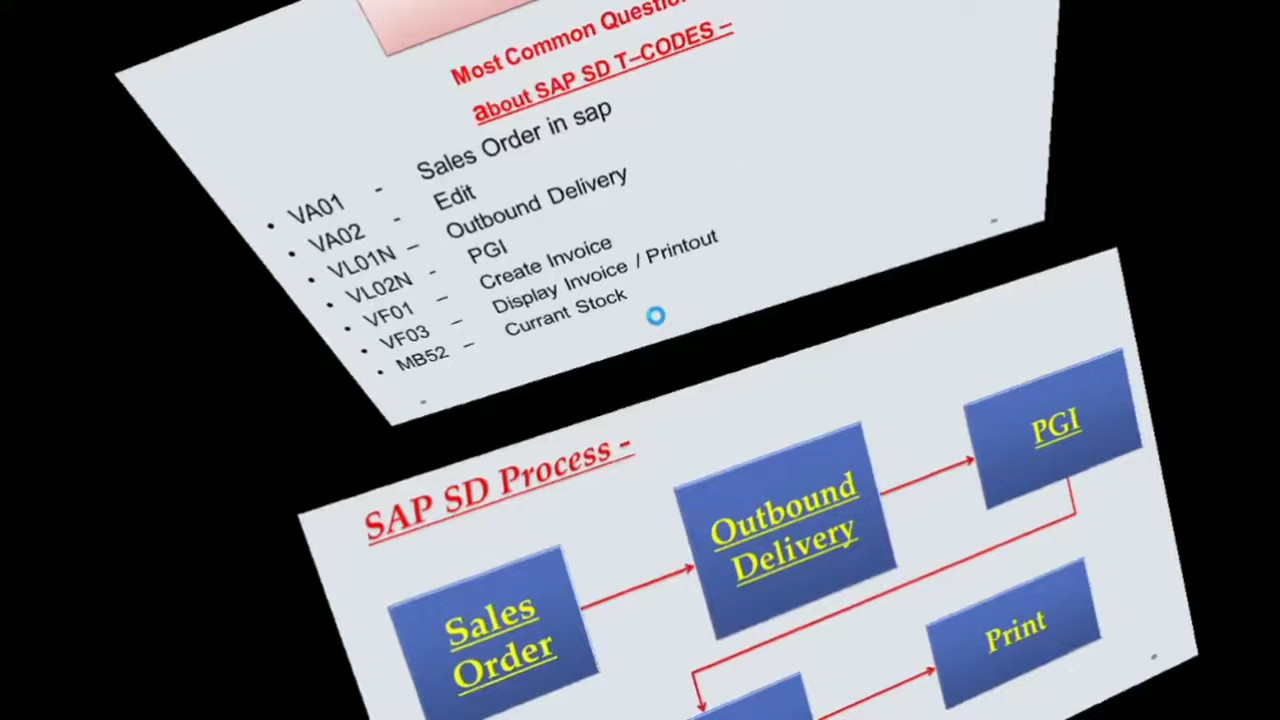 Most Common
about SAP SD T–CODES –
• VA01 - Sales Order in sap
• VA02 - Edit
• VL01N – Outbound Delivery
• VL02N - PGI
• VF01 – Create Invoice
• VF03 – Display Invoice / Printout
• MB52 – Currant Stock
SAP SD Process -
Sales
Order
Outbound
Delivery
PGI
Print